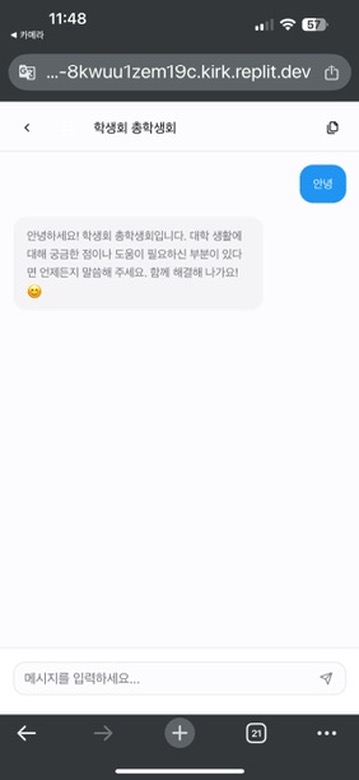 11:48
57
◀ 카메라
...-8kwuu1zem19c.kirk.replit.dev
학생회 총학생회
안녕
안녕하세요! 학생회 총학생회입니다. 대학 생활에
대해 궁금한 점이나 도움이 필요하신 부분이 있다
면 언제든지 말씀해 주세요. 함께 해결해 나가요!
😊
메시지를 입력하세요...
21